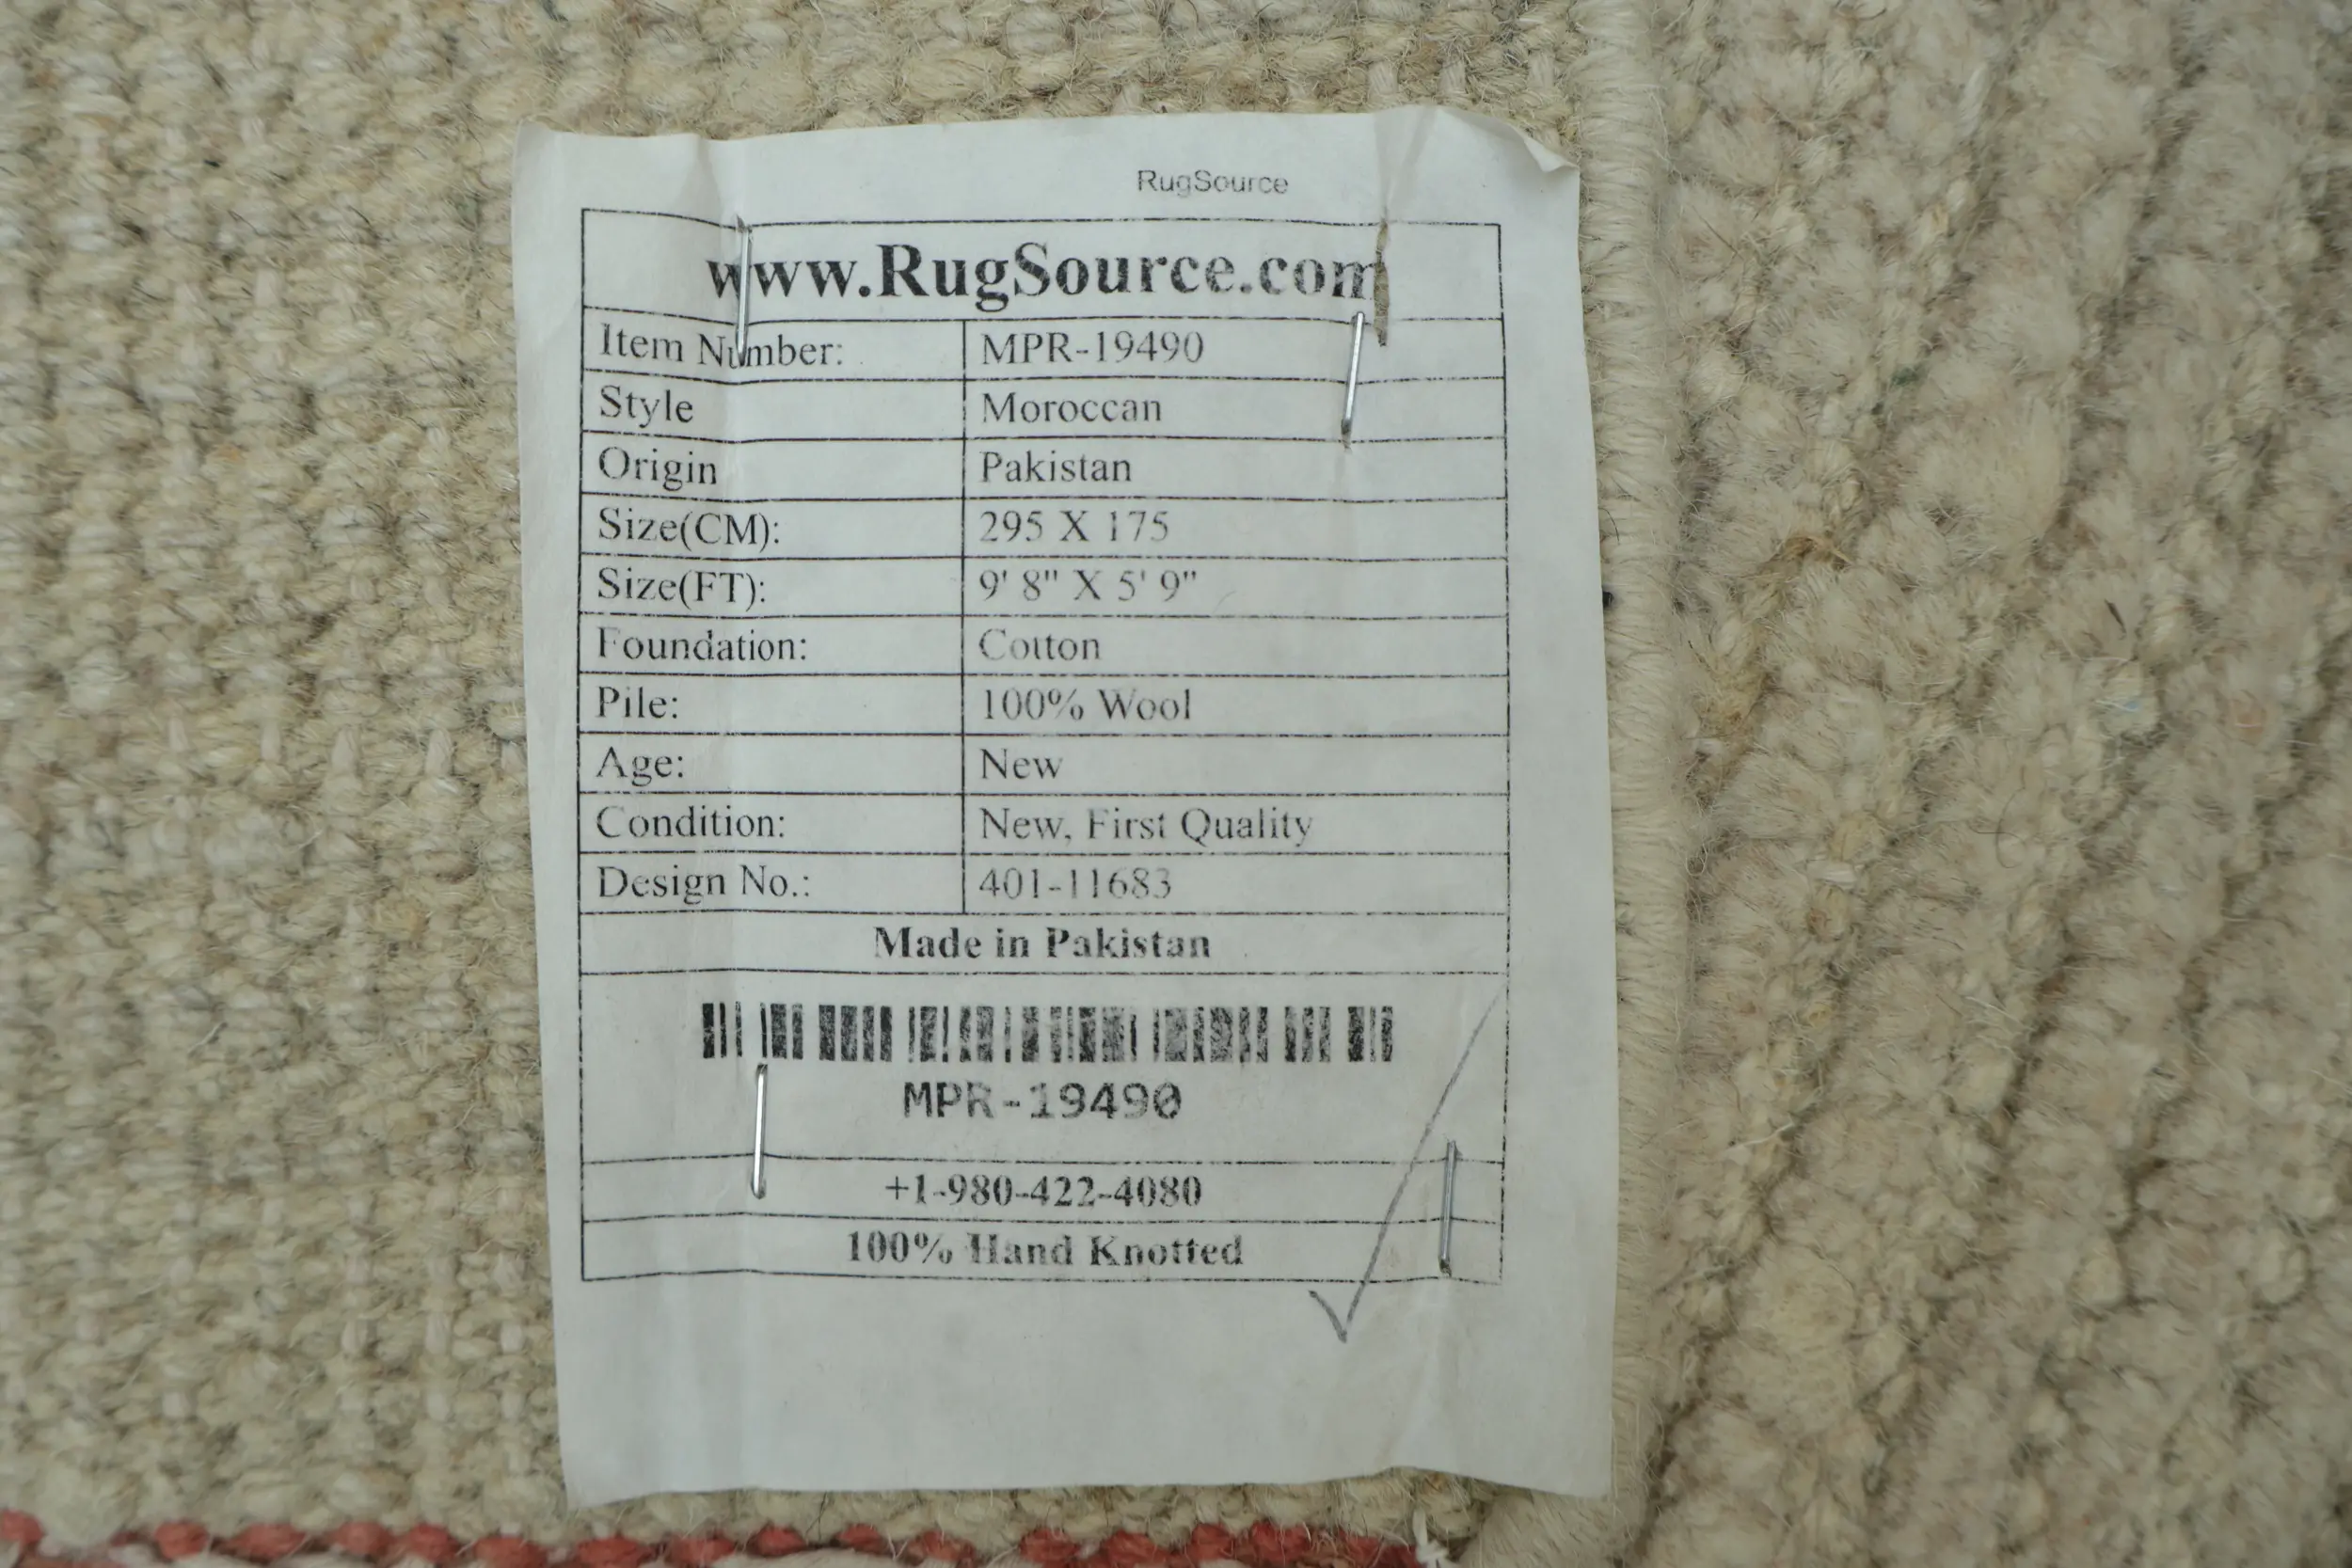 RugSource
www.RugSource.com
Item Number: MPR-19490
Style Moroccan
Origin Pakistan
Size(CM): 295 X 175
Size(FT): 9' 8" X 5' 9"
Foundation: Cotton
Pile: 100% Wool
Age: New
Condition: New, First Quality
Design No.: 401-11683
Made in Pakistan
MPR-19490
+1-980-422-4080
100% Hand Knotted